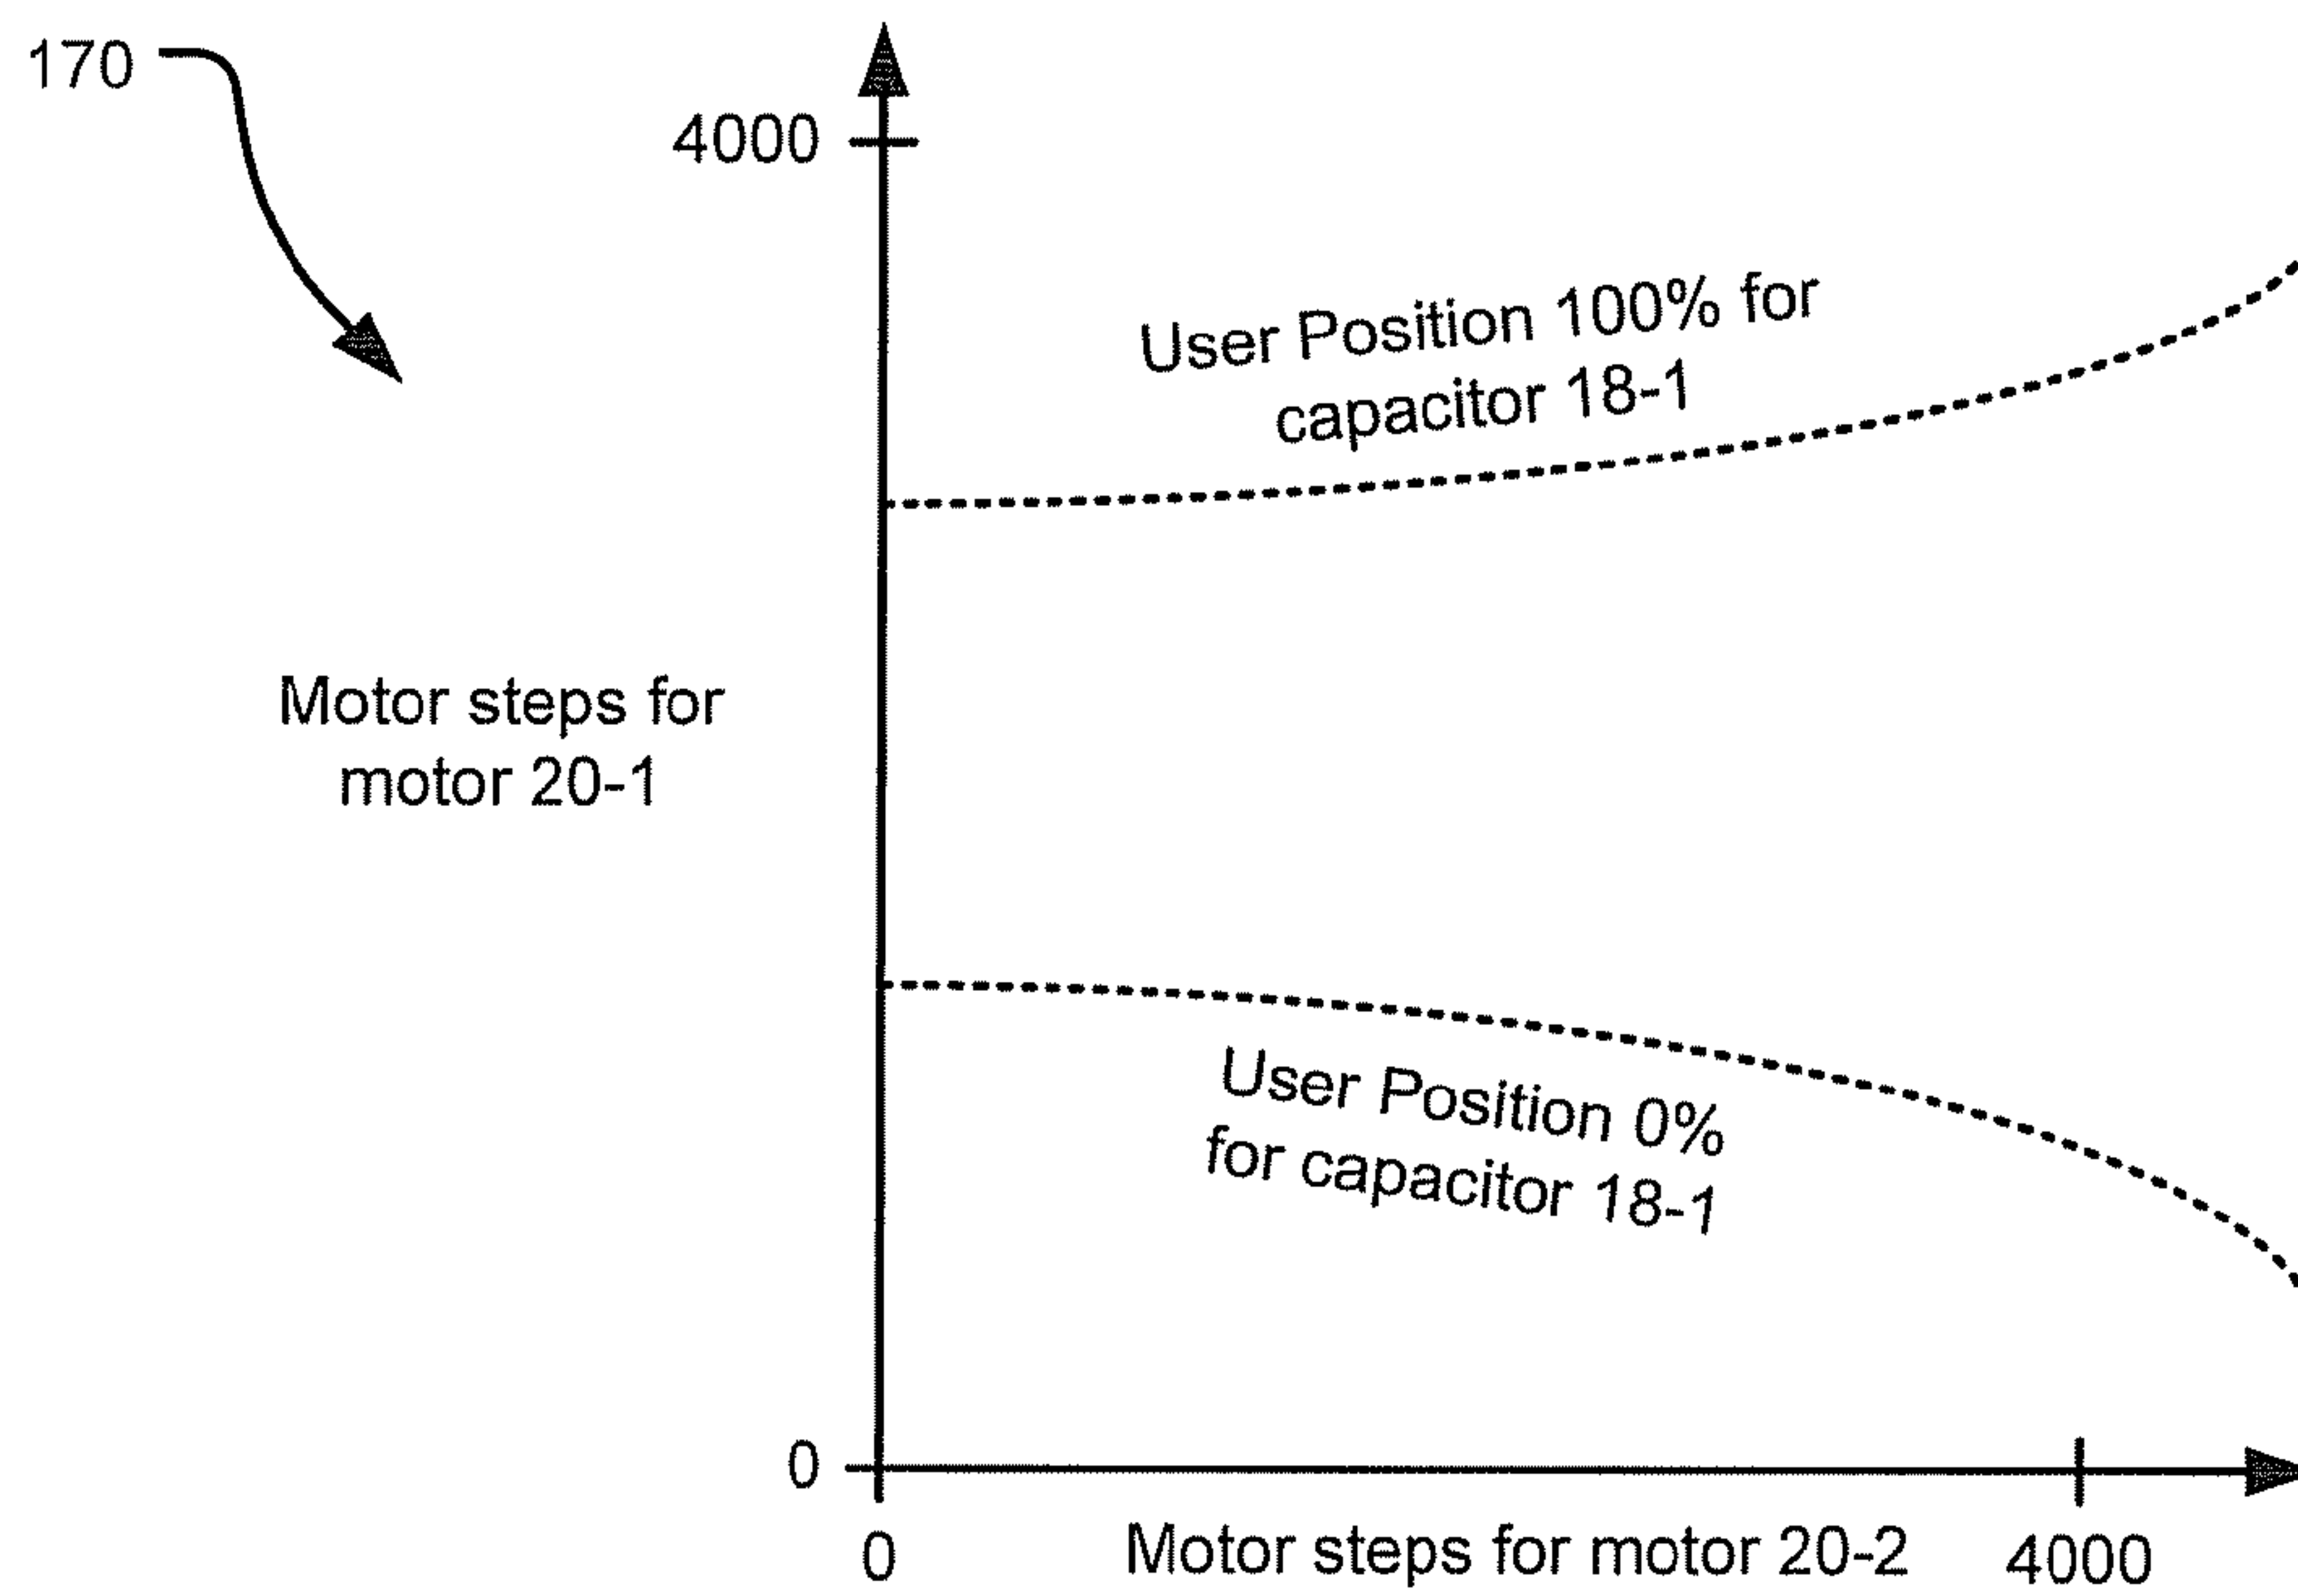 170
4000
User Position 100% for
capacitor 18-1
Motor steps for
motor 20-1
User Position 0%
for capacitor 18-1
0
0
Motor steps for motor 20-2
4000